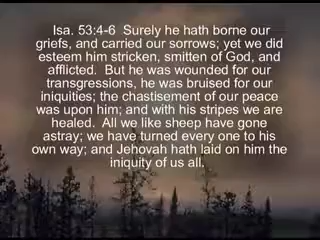 Isa. 53:4-6  Surely he hath borne our
griefs, and carried our sorrows; yet we did
esteem him stricken, smitten of God, and
afflicted.  But he was wounded for our
transgressions, he was bruised for our
iniquities; the chastisement of our peace
was upon him; and with his stripes we are
healed.  All we like sheep have gone
astray; we have turned every one to his
own way; and Jehovah hath laid on him the
iniquity of us all.